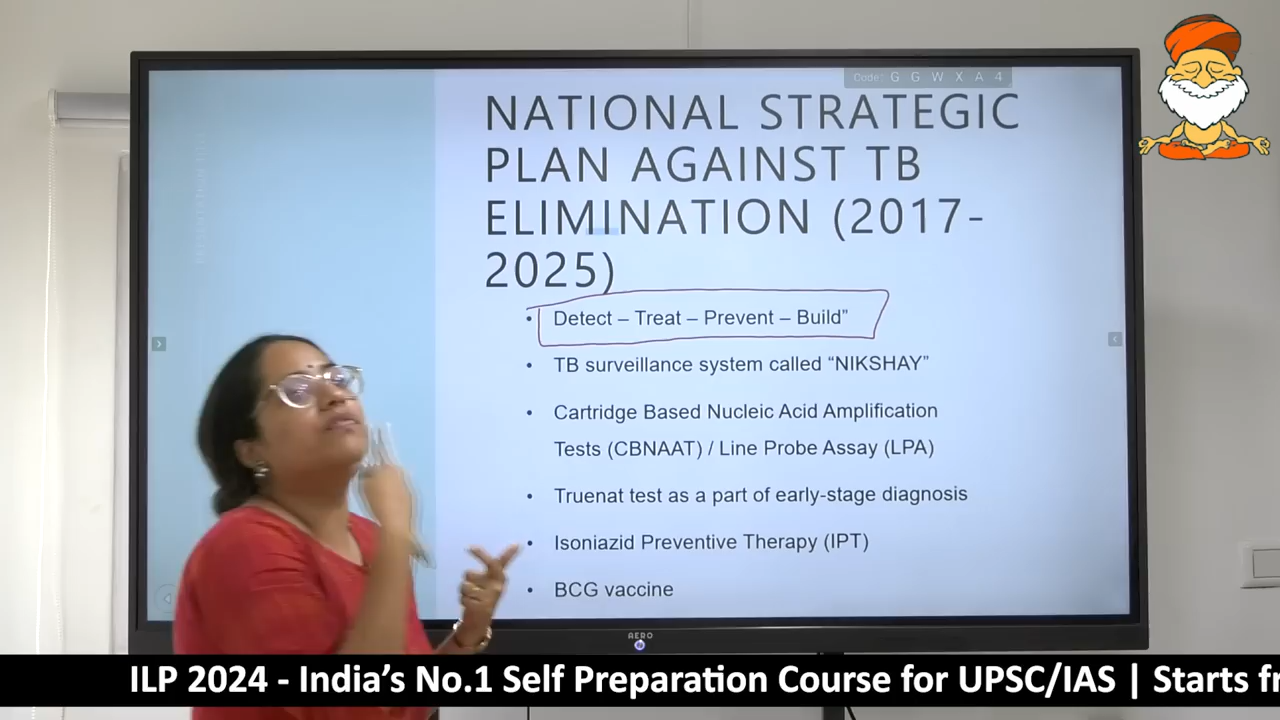 Code: G G W X A 4
NATIONAL STRATEGIC
PLAN AGAINST TB
ELIMINATION (2017-
2025)
• Detect – Treat – Prevent – Build”
• TB surveillance system called “NIKSHAY”
• Cartridge Based Nucleic Acid Amplification
Tests (CBNAAT) / Line Probe Assay (LPA)
• Truenat test as a part of early-stage diagnosis
• Isoniazid Preventive Therapy (IPT)
• BCG vaccine
AERO
ILP 2024 - India’s No.1 Self Preparation Course for UPSC/IAS | Starts fr